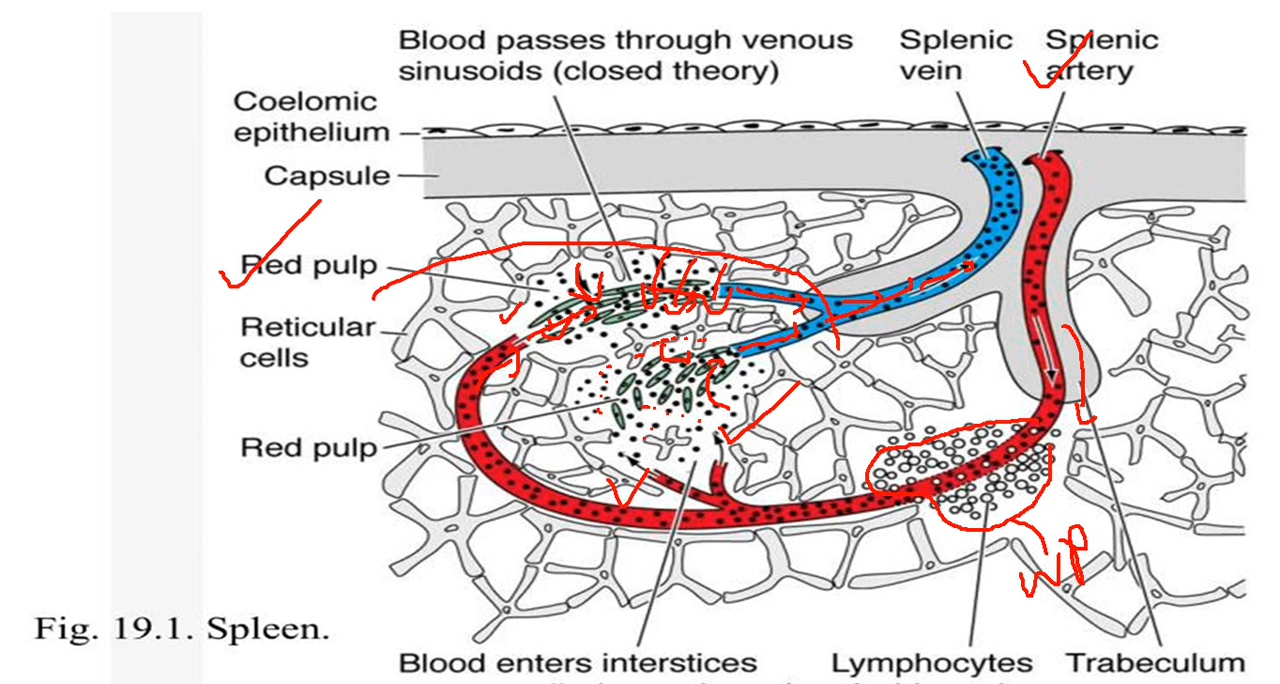 Blood passes through venous
sinusoids (closed theory)
Splenic
vein
Splenic
artery
Coelomic
epithelium
Capsule
Red pulp
Reticular
cells
Red pulp
WP
Fig. 19.1. Spleen.
Blood enters interstices
Lymphocytes
Trabeculum